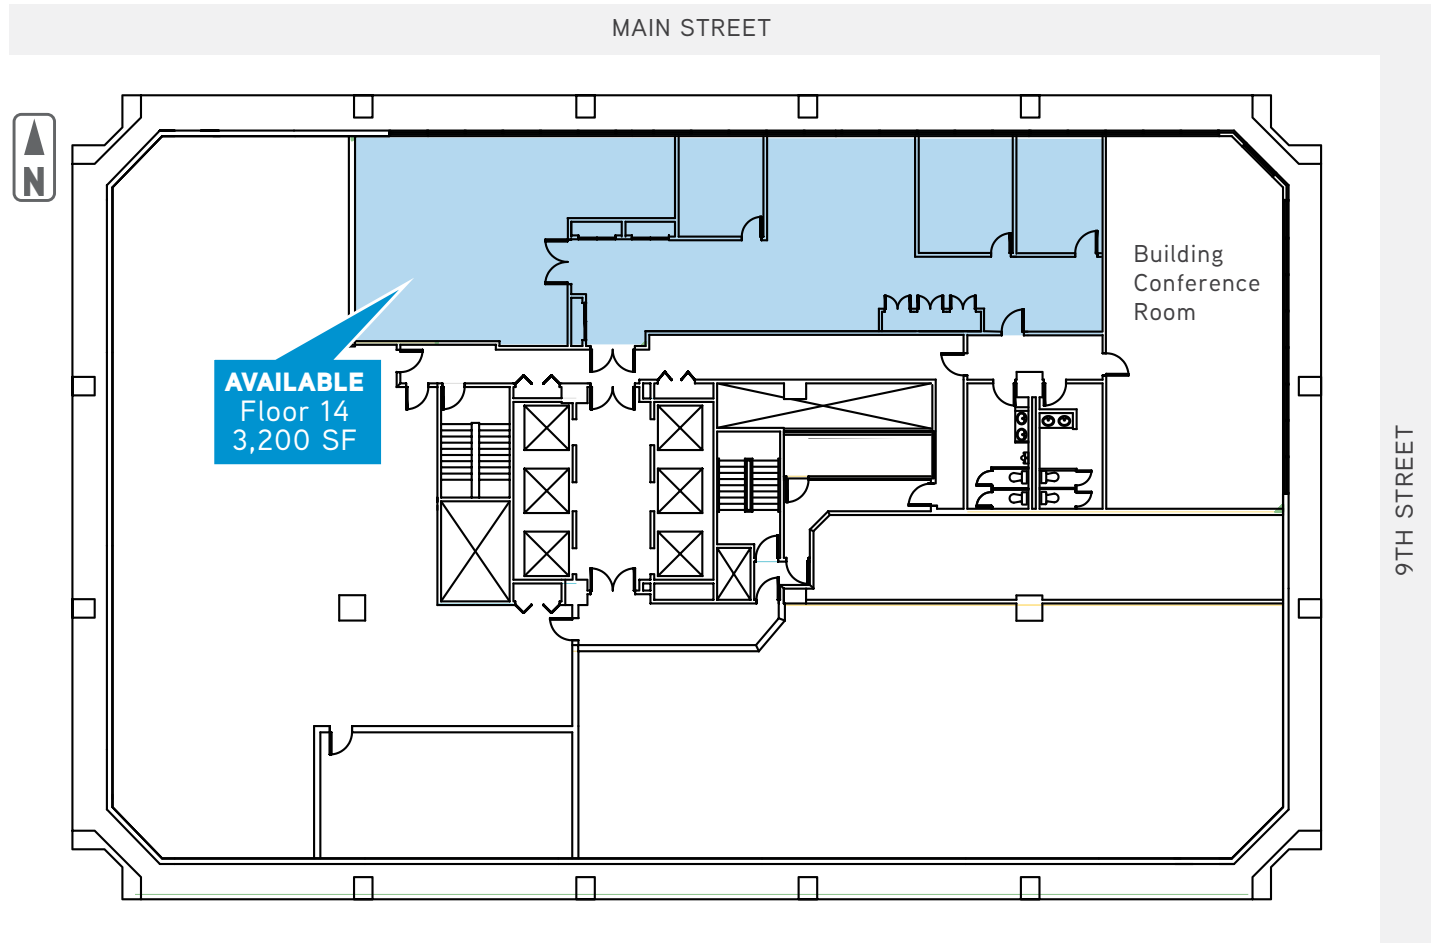 MAIN STREET
N
Building
Conference
Room
AVAILABLE
Floor 14
3,200 SF
9TH STREET